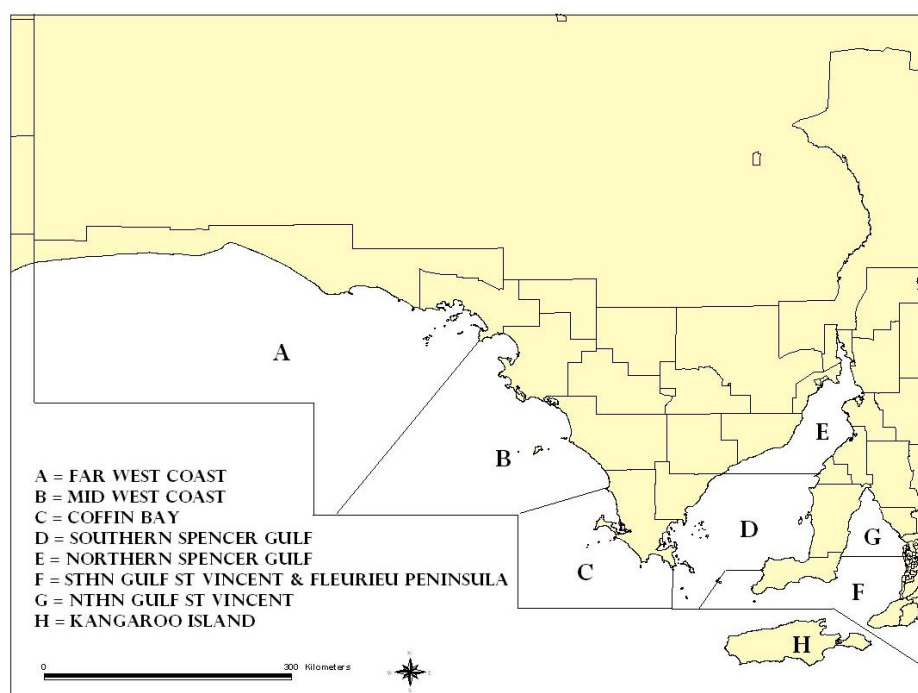 A
B
E
D
G
C
F
H
A = FAR WEST COAST
B = MID WEST COAST
C = COFFIN BAY
D = SOUTHERN SPENCER GULF
E = NORTHERN SPENCER GULF
F = STHN GULF ST VINCENT & FLEURIEU PENINSULA
G = NTHN GULF ST VINCENT
H = KANGAROO ISLAND
0 300 Kilometers
N
W E
S